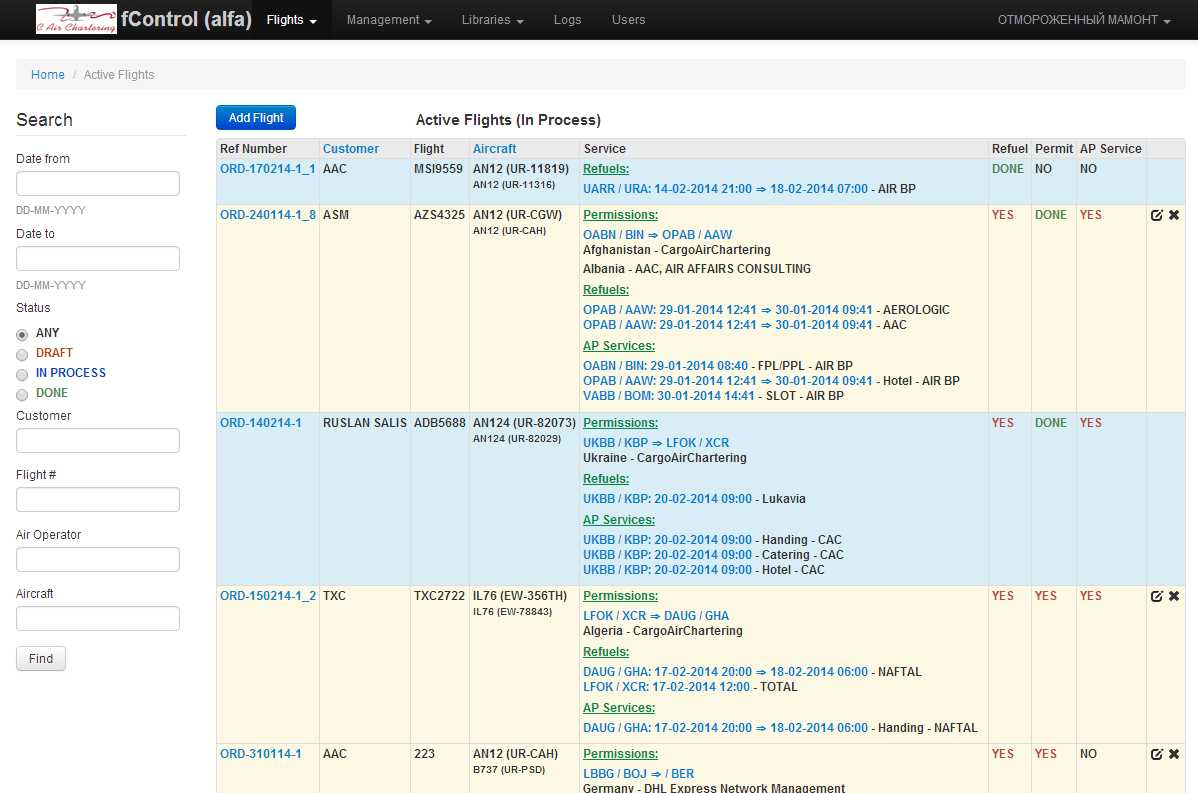 C Air Chartering
fControl (alfa)
Flights
Management
Libraries
Logs
Users
ОТМОРОЖЕННЫЙ МАМОНТ
Home / Active Flights
Search
Date from
DD-MM-YYYY
Date to
DD-MM-YYYY
Status
ANY
DRAFT
IN PROCESS
DONE
Customer
Flight #
Air Operator
Aircraft
Find
Add Flight
Active Flights (In Process)
Ref Number Customer Flight Aircraft Service Refuel Permit AP Service
ORD-170214-1_1 AAC MSI9559 AN12 (UR-11819) Refuels: DONE NO NO
AN12 (UR-11316)
UARR / URA: 14-02-2014 21:00 ⇒ 18-02-2014 07:00 - AIR BP
ORD-240114-1_8 ASM AZS4325 AN12 (UR-CGW) Permissions: YES DONE YES
AN12 (UR-CAH)
OABN / BIN ⇒ OPAB / AAW
Afghanistan - CargoAirChartering
Albania - AAC, AIR AFFAIRS CONSULTING
Refuels:
OPAB / AAW: 29-01-2014 12:41 ⇒ 30-01-2014 09:41 - AEROLOGIC
OPAB / AAW: 29-01-2014 12:41 ⇒ 30-01-2014 09:41 - AAC
AP Services:
OABN / BIN: 29-01-2014 08:40 - FPL/PPL - AIR BP
OPAB / AAW: 29-01-2014 12:41 ⇒ 30-01-2014 09:41 - Hotel - AIR BP
VABB / BOM: 30-01-2014 14:41 - SLOT - AIR BP
ORD-140214-1 RUSLAN SALIS ADB5688 AN124 (UR-82073) Permissions: YES DONE YES
AN124 (UR-82029)
UKBB / KBP ⇒ LFOK / XCR
Ukraine - CargoAirChartering
Refuels:
UKBB / KBP: 20-02-2014 09:00 - Lukavia
AP Services:
UKBB / KBP: 20-02-2014 09:00 - Handing - CAC
UKBB / KBP: 20-02-2014 09:00 - Catering - CAC
UKBB / KBP: 20-02-2014 09:00 - Hotel - CAC
ORD-150214-1_2 TXC TXC2722 IL76 (EW-356TH) Permissions: YES YES YES
IL76 (EW-78843)
LFOK / XCR ⇒ DAUG / GHA
Algeria - CargoAirChartering
Refuels:
DAUG / GHA: 17-02-2014 20:00 ⇒ 18-02-2014 06:00 - NAFTAL
LFOK / XCR: 17-02-2014 12:00 - TOTAL
AP Services:
DAUG / GHA: 17-02-2014 20:00 ⇒ 18-02-2014 06:00 - Handing - NAFTAL
ORD-310114-1 AAC 223 AN12 (UR-CAH) Permissions: YES YES NO
B737 (UR-PSD)
LBBG / BOJ ⇒ / BER
Germany - DHL Express Network Management